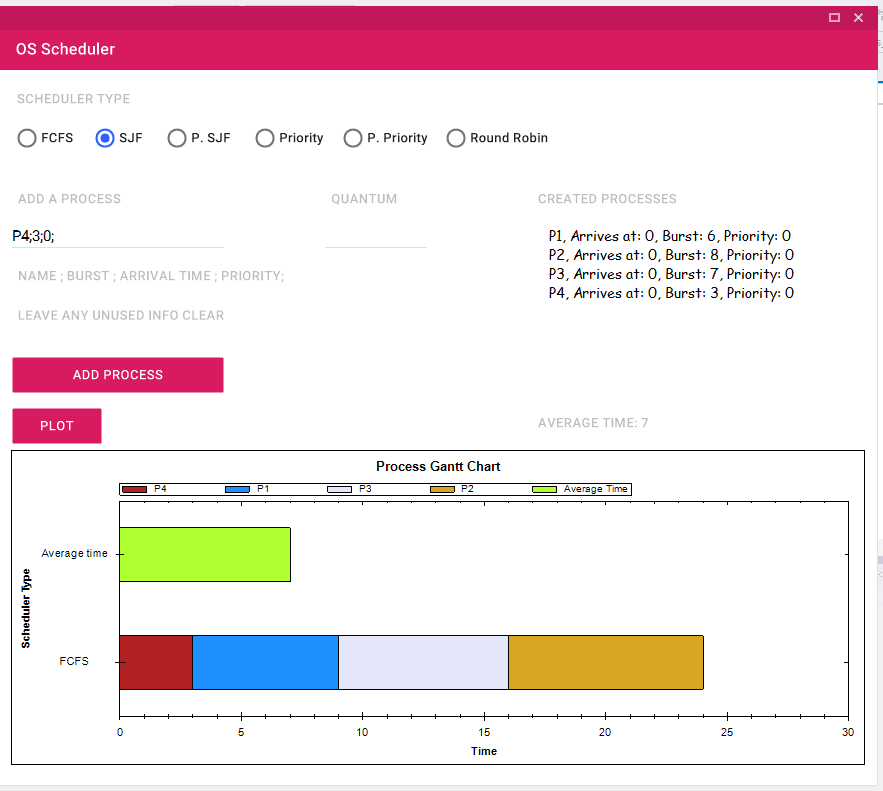 OS Scheduler
SCHEDULER TYPE
FCFS SJF P. SJF Priority P. Priority Round Robin
ADD A PROCESS QUANTUM CREATED PROCESSES
P4;3;0;
P1, Arrives at: 0, Burst: 6, Priority: 0
P2, Arrives at: 0, Burst: 8, Priority: 0
P3, Arrives at: 0, Burst: 7, Priority: 0
P4, Arrives at: 0, Burst: 3, Priority: 0
NAME ; BURST ; ARRIVAL TIME ; PRIORITY;
LEAVE ANY UNUSED INFO CLEAR
ADD PROCESS
PLOT
AVERAGE TIME: 7
Process Gantt Chart
P4 P1 P3 P2 Average Time
Average time
Scheduler Type
FCFS
0 5 10 15 20 25 30
Time